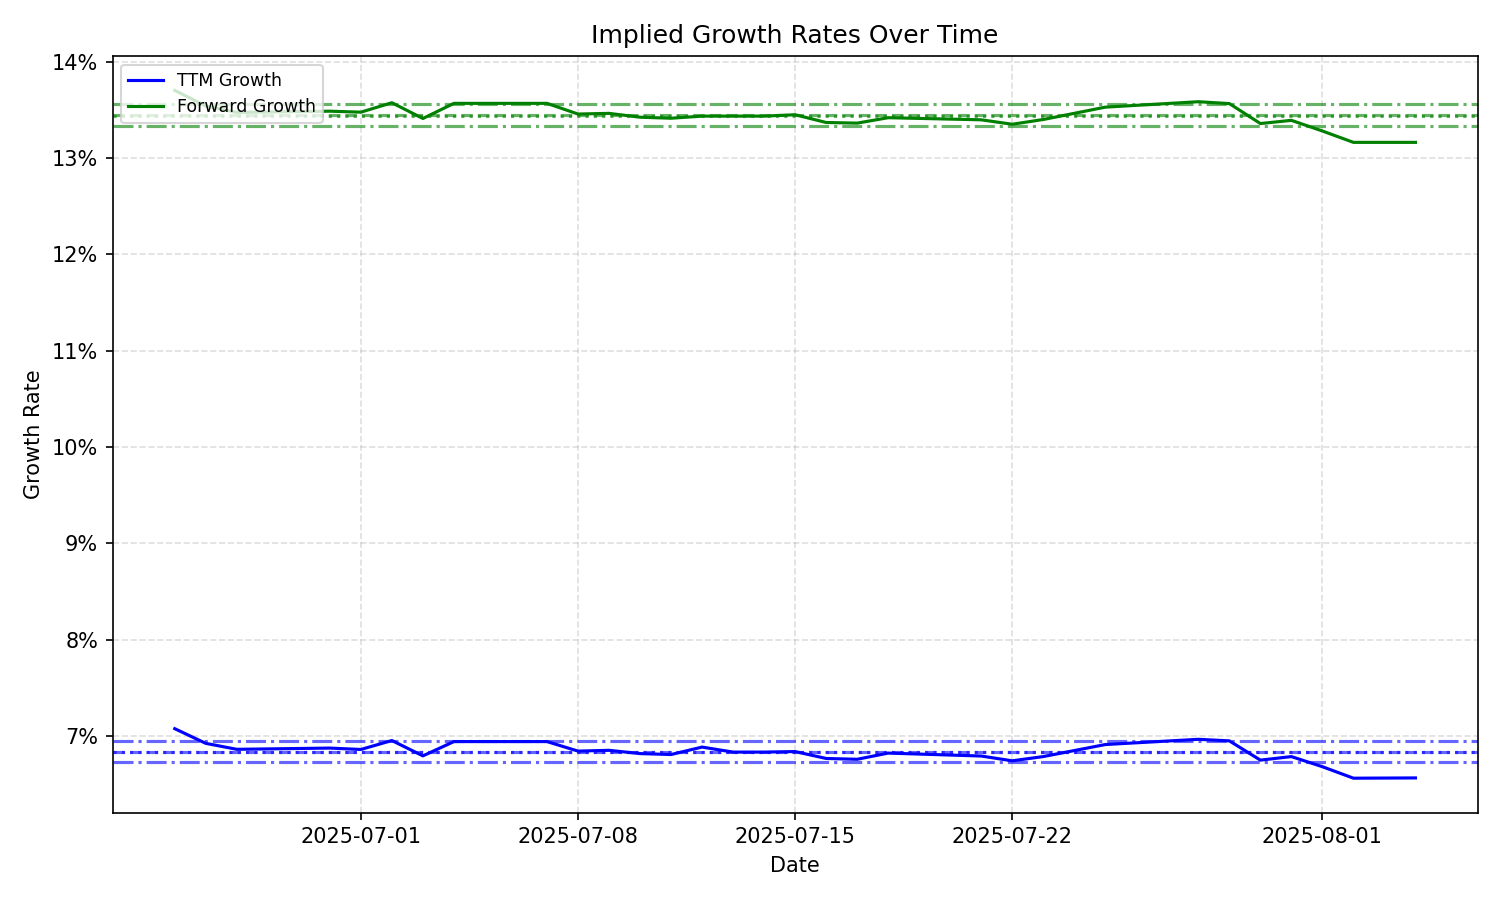 Implied Growth Rates Over Time
TTM Growth
Forward Growth
14%
13%
12%
11%
10%
9%
8%
7%
Growth Rate
2025-07-01
2025-07-08
2025-07-15
2025-07-22
2025-08-01
Date